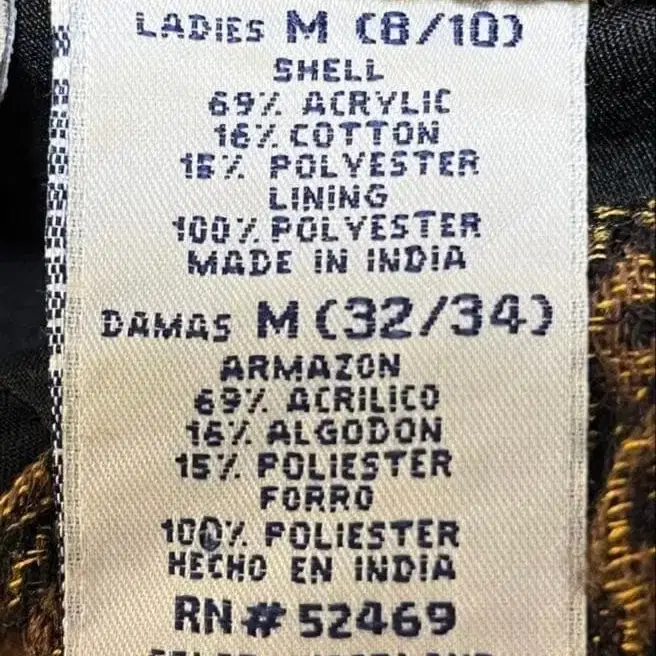 LADIES M (8/10)
SHELL
69% ACRYLIC
16% COTTON
15% POLYESTER
LINING
100% POLYESTER
MADE IN INDIA
DAMAS M (32/34)
ARMAZON
69% ACRILICO
16% ALGODON
15% POLIESTER
FORRO
100% POLIESTER
HECHO EN INDIA
RN# 52469